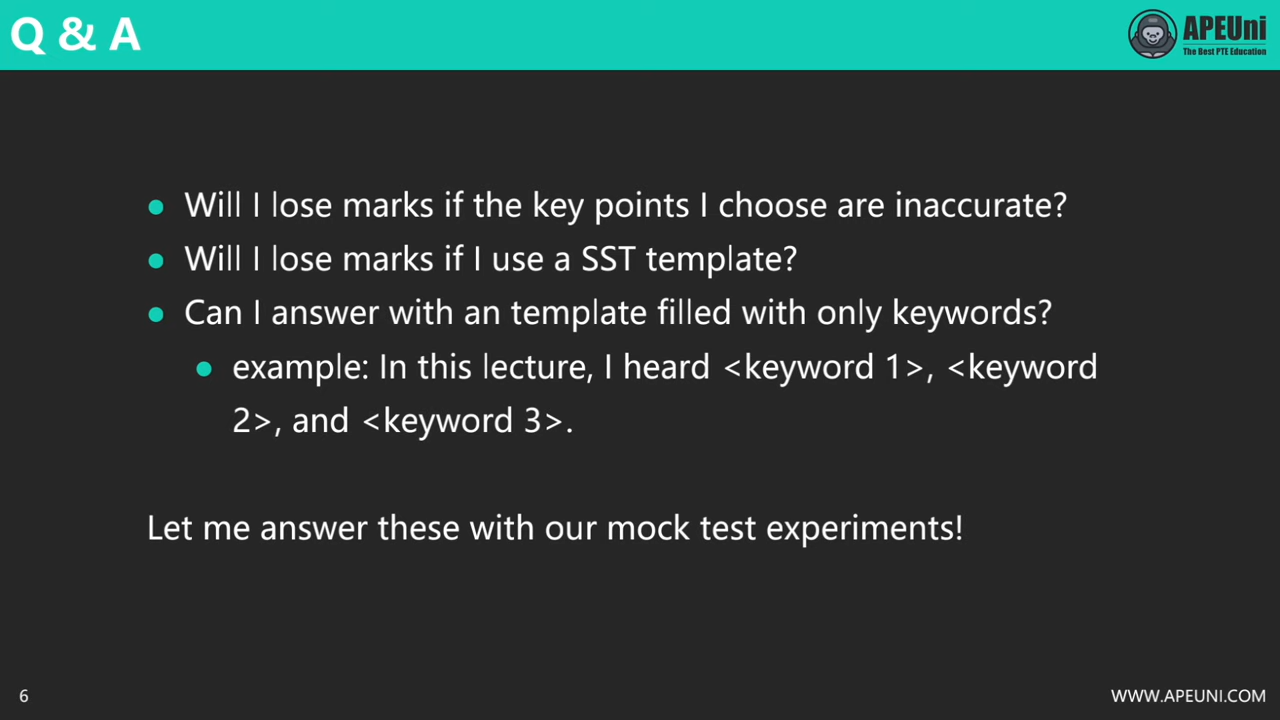 Q & A
APEUni
The Best PTE Education
● Will I lose marks if the key points I choose are inaccurate?
● Will I lose marks if I use a SST template?
● Can I answer with an template filled with only keywords?
● example: In this lecture, I heard <keyword 1>, <keyword
2>, and <keyword 3>.
Let me answer these with our mock test experiments!
6
WWW.APEUNI.COM